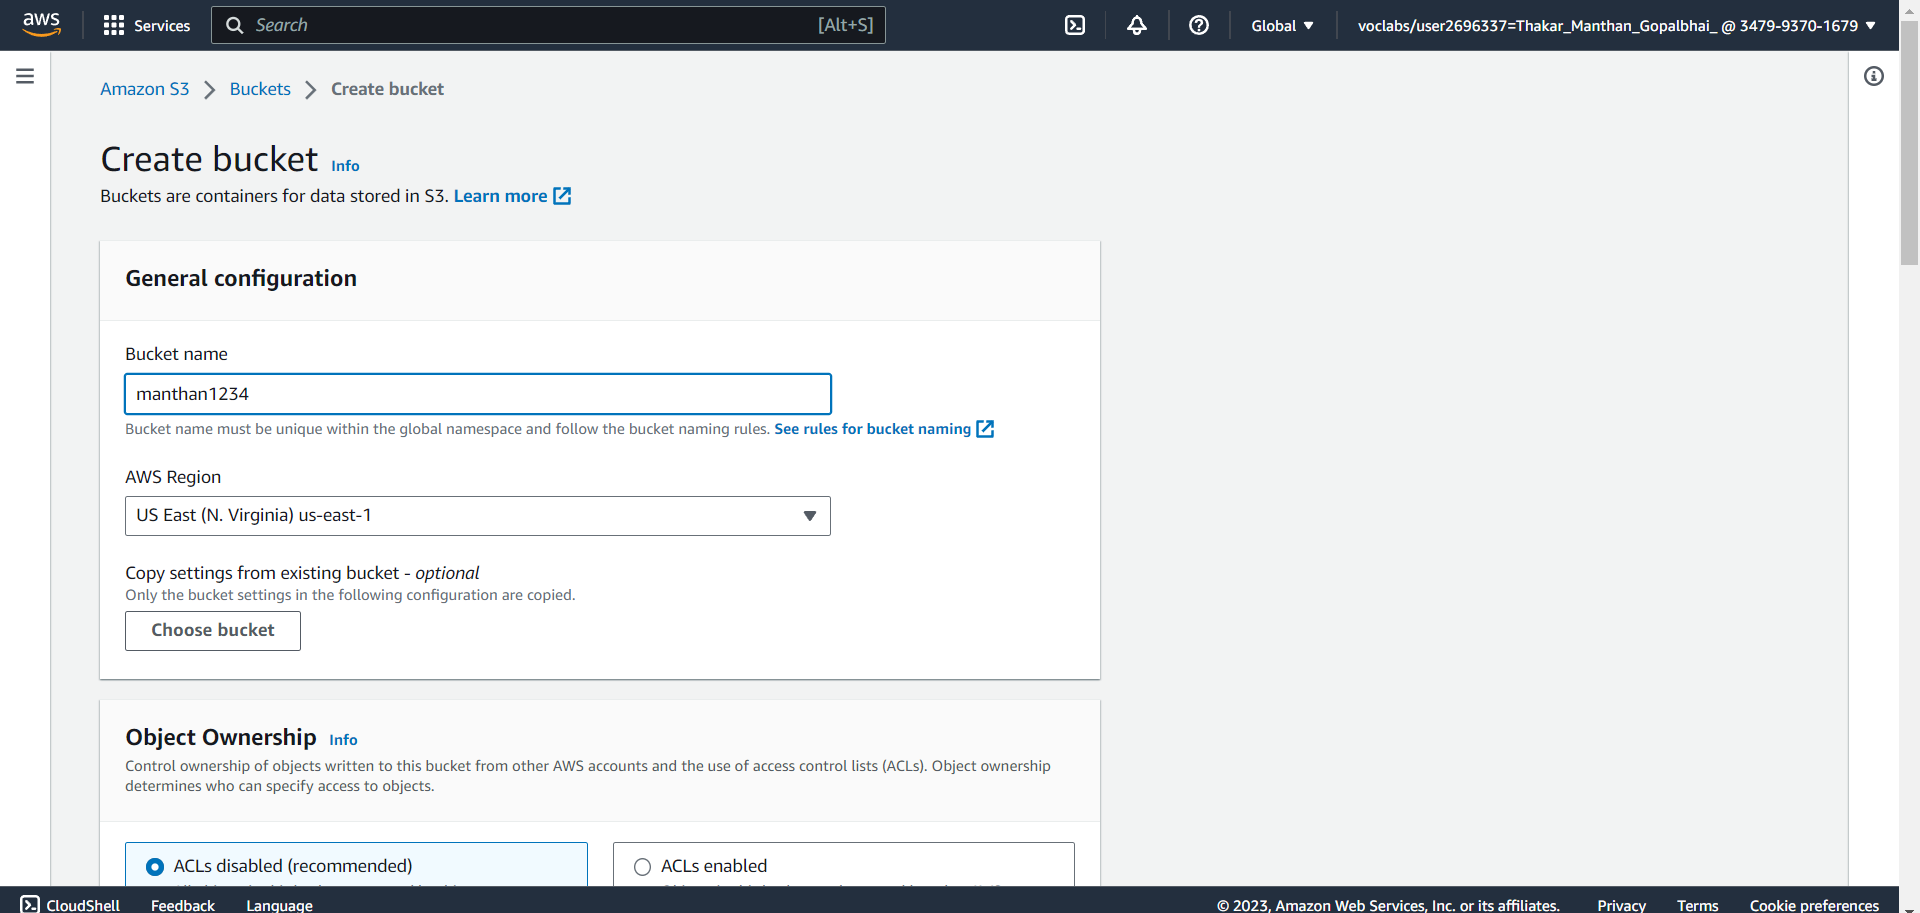 aws
Services
Search
[Alt+S]
Global
voclabs/user2696337=Thakar_Manthan_Gopalbhai_ @ 3479-9370-1679
Amazon S3 > Buckets > Create bucket
Create bucket Info
Buckets are containers for data stored in S3. Learn more
General configuration
Bucket name
manthan1234
Bucket name must be unique within the global namespace and follow the bucket naming rules. See rules for bucket naming
AWS Region
US East (N. Virginia) us-east-1
Copy settings from existing bucket - optional
Only the bucket settings in the following configuration are copied.
Choose bucket
Object Ownership Info
Control ownership of objects written to this bucket from other AWS accounts and the use of access control lists (ACLs). Object ownership
determines who can specify access to objects.
ACLs disabled (recommended)
ACLs enabled
CloudShell
Feedback
Language
© 2023, Amazon Web Services, Inc. or its affiliates.
Privacy
Terms
Cookie preferences